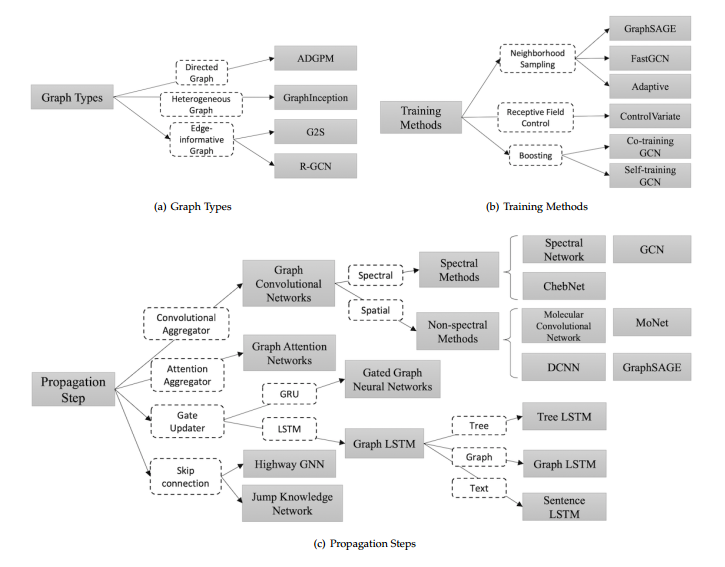 Graph Types
Directed
Graph
ADGPM
Heterogeneous
Graph
GraphInception
Edge-
informative
Graph
G2S
R-GCN
(a) Graph Types
Training
Methods
Neighborhood
Sampling
GraphSAGE
FastGCN
Adaptive
Receptive Field
Control
ControlVariate
Boosting
Co-training
GCN
Self-training
GCN
(b) Training Methods
Propagation
Step
Convolutional
Aggregator
Graph
Convolutional
Networks
Spectral
Spectral
Methods
Spectral
Network
GCN
ChebNet
Spatial
Non-spectral
Methods
Molecular
Convolutional
Network
MoNet
DCNN
GraphSAGE
Attention
Aggregator
Graph Attention
Networks
Gate
Updater
GRU
Gated Graph
Neural Networks
LSTM
Graph LSTM
Tree
Tree LSTM
Graph
Graph LSTM
Text
Sentence
LSTM
Skip
connection
Highway GNN
Jump Knowledge
Network
(c) Propagation Steps